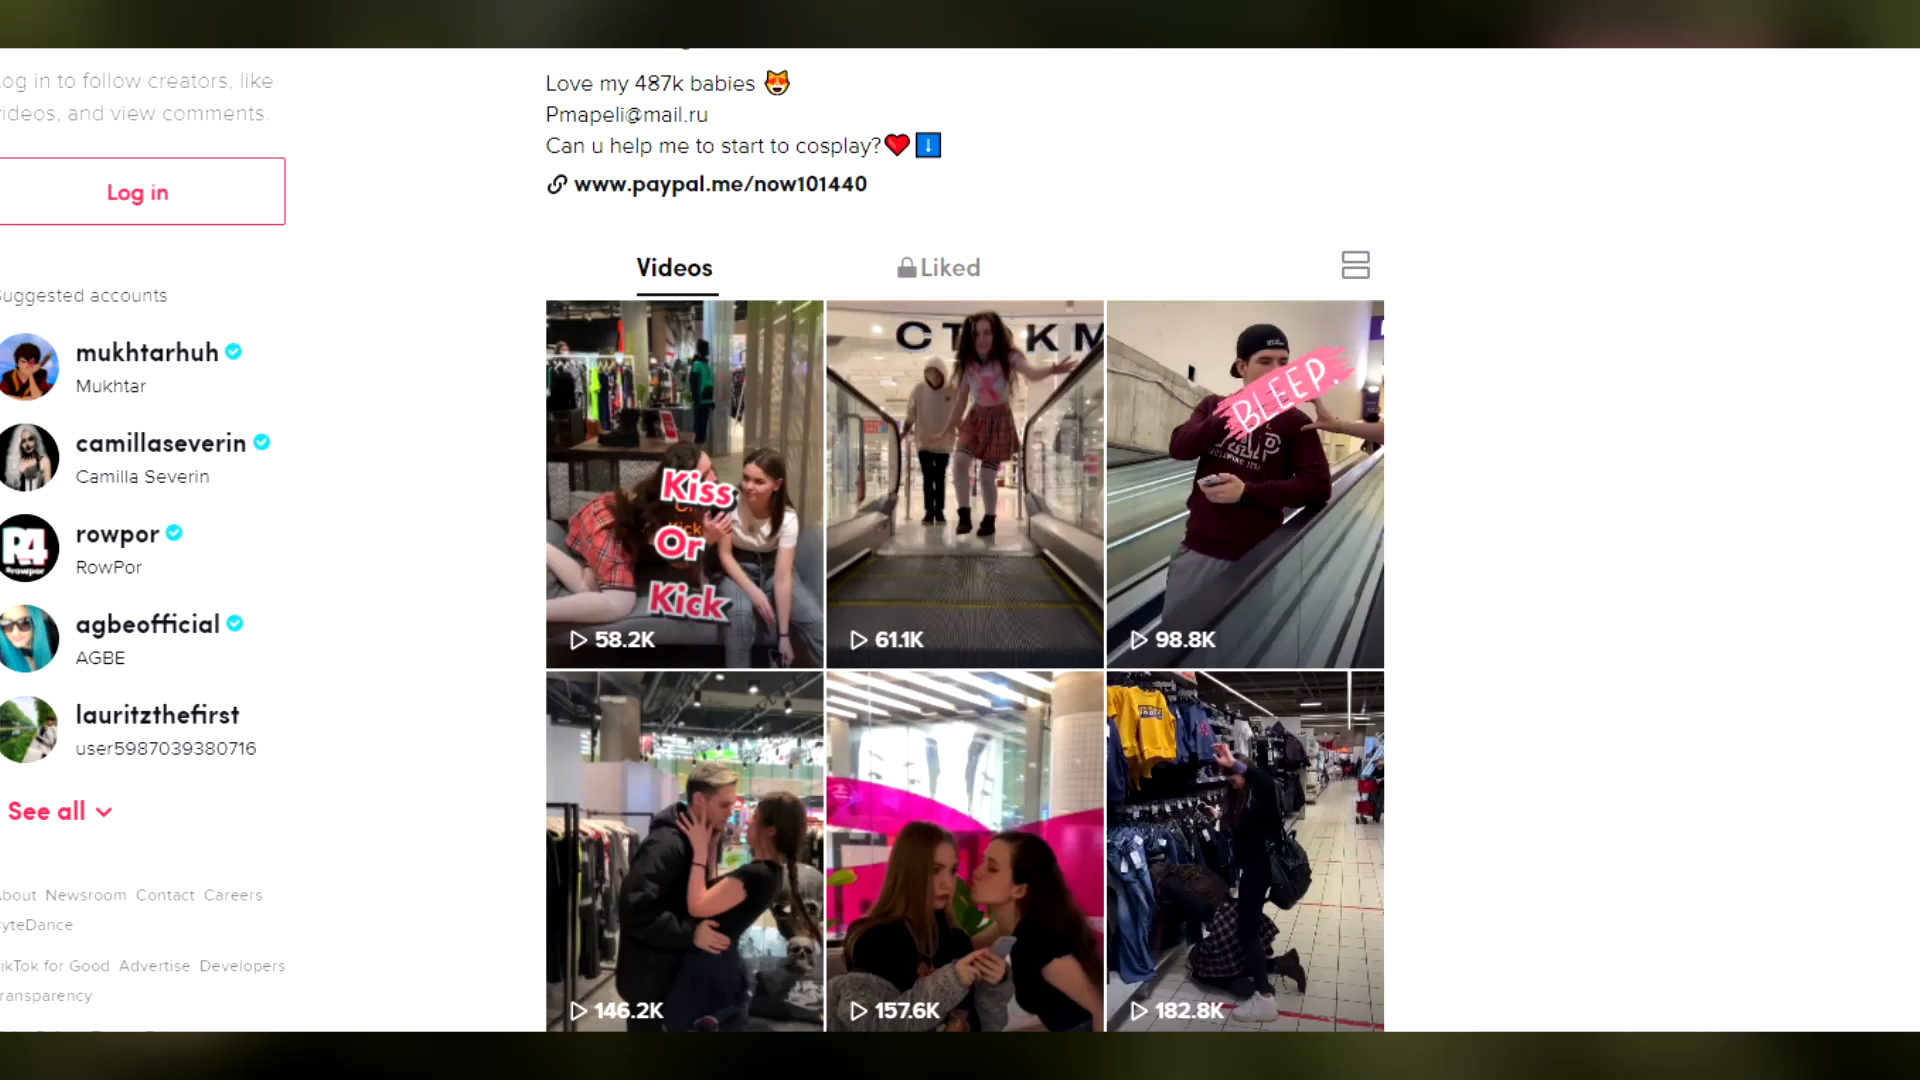 og in to follow creators, like
ideos, and view comments.
Log in
uggested accounts
mukhtarhuh
Mukhtar
camillaseverin
Camilla Severin
R4
rowpor
RowPor
agbeofficial
AGBE
lauritzthefirst
user5987039380716
See all
bout Newsroom Contact Careers
yteDance
ikTok for Good Advertise Developers
ransparency
Love my 487k babies
Pmapeli@mail.ru
Can u help me to start to cosplay?
www.paypal.me/now101440
Videos
Liked
Kiss
Or
Kick
58.2K
61.1K
BLEEP.
98.8K
146.2K
157.6K
182.8K